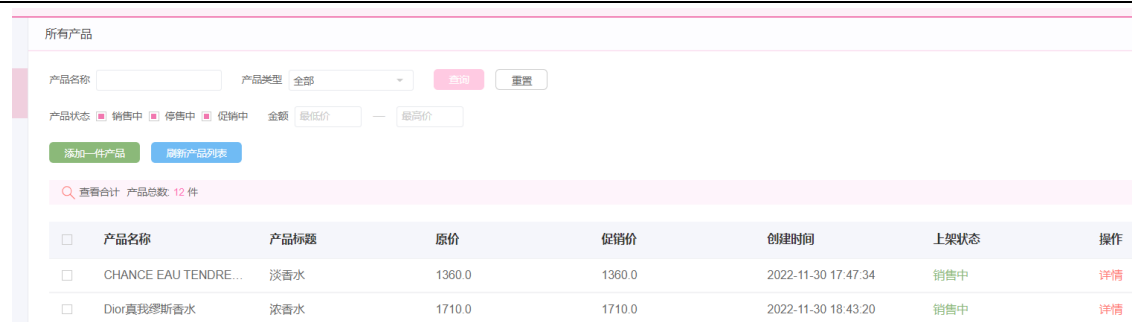 所有产品
产品名称 产品类型 全部 查询 重置
产品状态 销售中 停售中 促销中 金额 最低价 — 最高价
添加一件产品 刷新产品列表
查看合计 产品总数: 12 件
产品名称 产品标题 原价 促销价 创建时间 上架状态 操作
CHANCE EAU TENDRE... 淡香水 1360.0 1360.0 2022-11-30 17:47:34 销售中 详情
Dior真我缪斯香水 浓香水 1710.0 1710.0 2022-11-30 18:43:20 销售中 详情